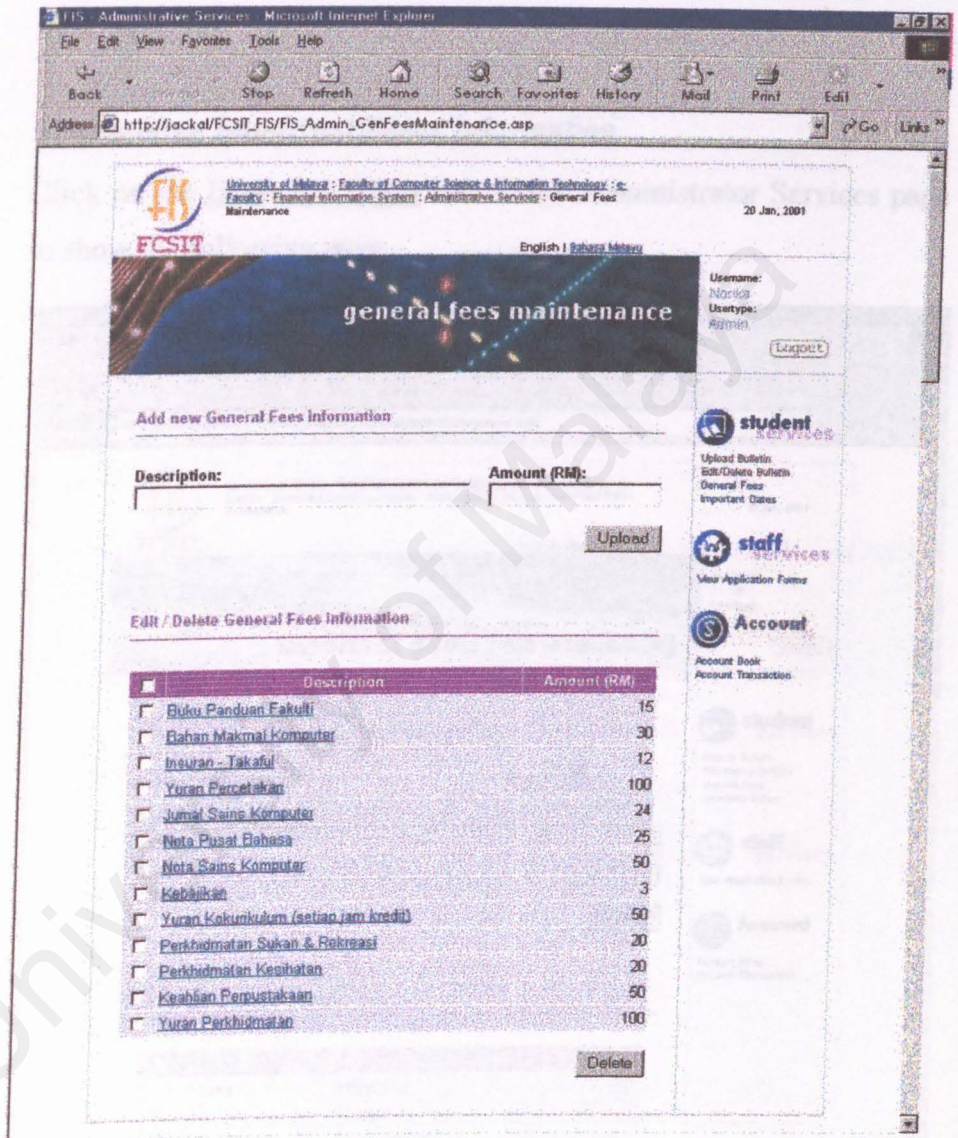 FIS - Administrative Services - Microsoft Internet Explorer
File Edit View Favorites Tools Help
Back Stop Refresh Home Search Favorites History Mail Print Edit
Address http://jackal/FCSIT_FIS/FIS_Admin_GenFeesMaintenance.asp Go Links
FIS
FCSIT
University of Malaya : Faculty of Computer Science & Information Technology : e-
Faculty : Financial Information System : Administrative Services : General Fees
Maintenance
20 Jan, 2001
English | Bahasa Melayu
general fees maintenance
Username:
Usertype:
Admin
Logout
Add new General Fees Information
Description: Amount (RM):
Upload
Edit / Delete General Fees Information
Description Amount (RM)
Buku Panduan Fakulti 15
Bahan Makmal Komputer 30
Insuran - Takaful 12
Yuran Percetakan 100
Jurnal Sains Komputer 24
Nota Pusat Bahasa 25
Nota Sains Komputer 50
Kebajikan 3
Yuran Kokurikulum (setiap jam kredit) 50
Perkhidmatan Sukan & Rekreasi 20
Perkhidmatan Kesihatan 20
Keahlian Perpustakaan 50
Yuran Perkhidmatan 100
Delete
student services
Upload Bulletin
Edit/Delete Bulletin
General Fees
Important Dates
staff services
View Application Forms
Account
Account Book
Account Transaction
University of Malaya